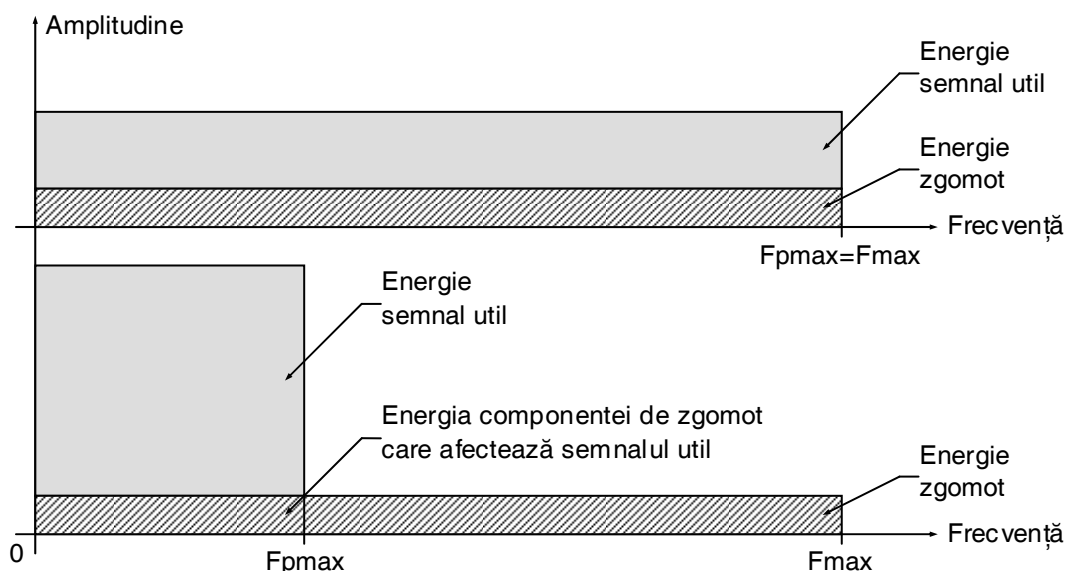 Amplitudine
Energie
semnal util
Energie
zgomot
Frecvență
Fpmax=Fmax
Energie
semnal util
Energia componentei de zgomot
care afectează semnalul util
Energie
zgomot
Frecvență
0
Fpmax
Fmax